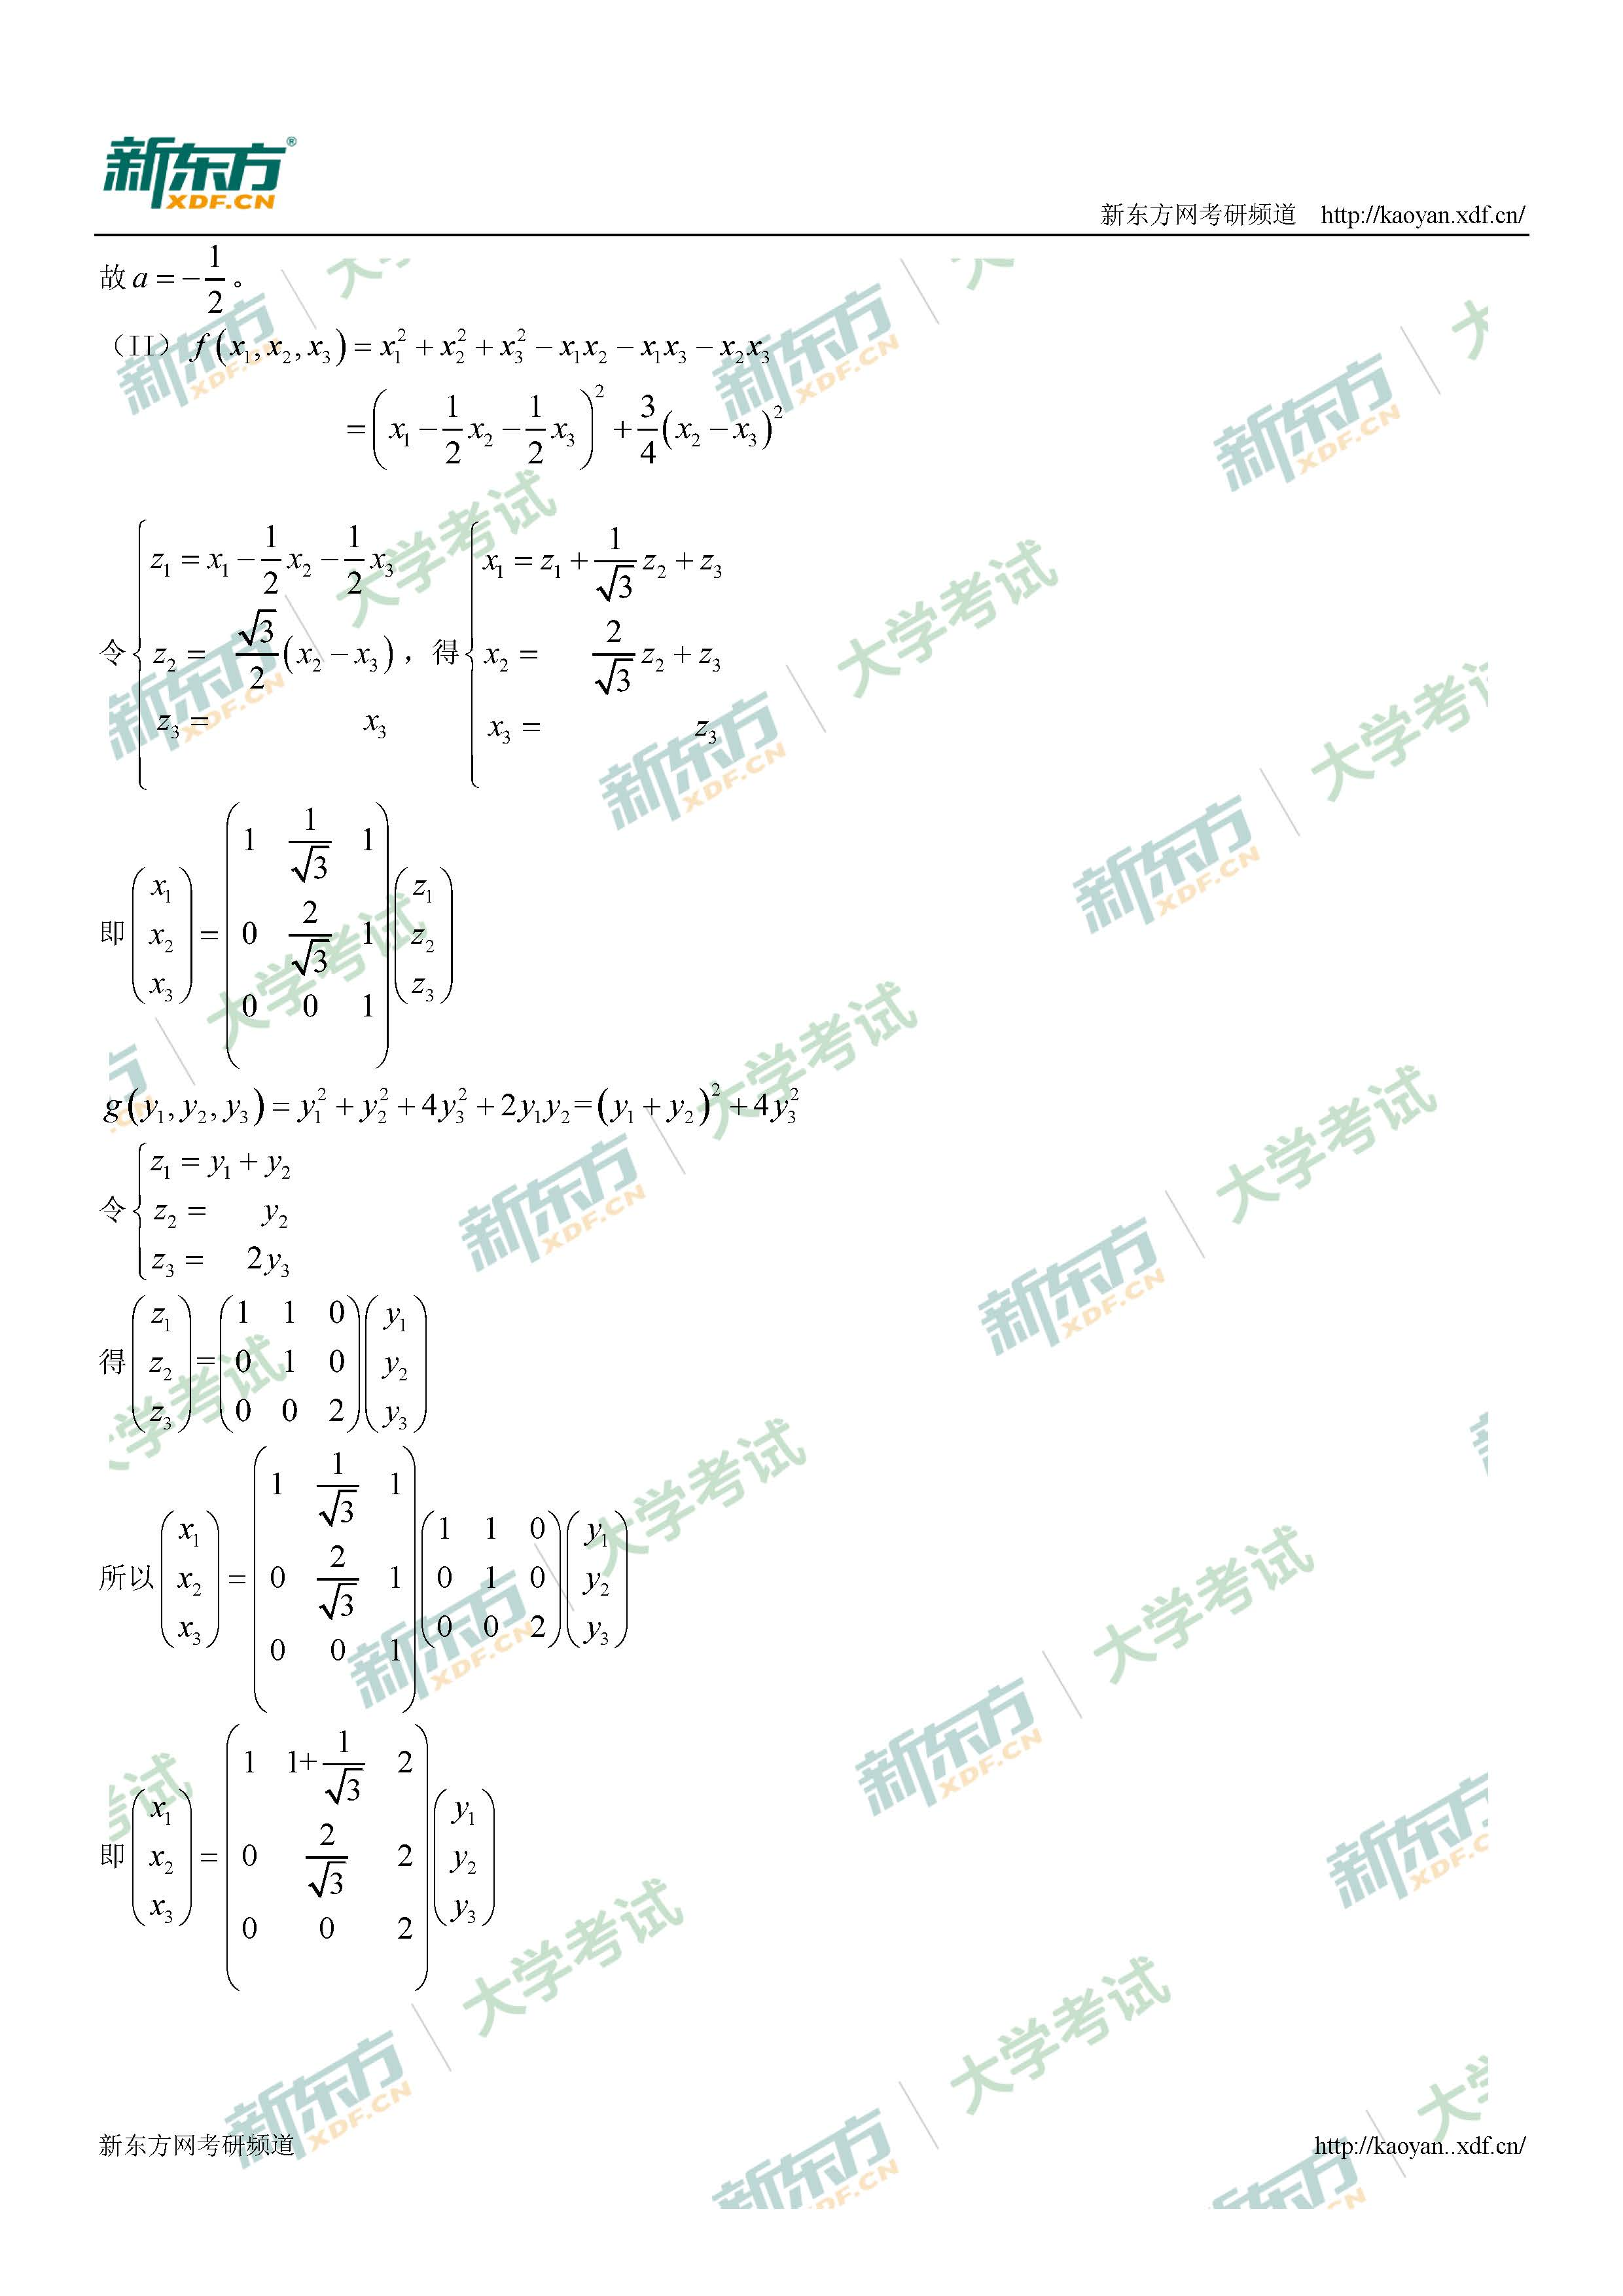 新东方®
XDF.CN
新东方网考研频道 http://kaoyan.xdf.cn/
故 a = -\frac{1}{2} 。
（II） f(x_1, x_2, x_3) = x_1^2 + x_2^2 + x_3^2 - x_1x_2 - x_1x_3 - x_2x_3
= \left( x_1 - \frac{1}{2}x_2 - \frac{1}{2}x_3 \right)^2 + \frac{3}{4}(x_2 - x_3)^2
令 \begin{cases} z_1 = x_1 - \frac{1}{2}x_2 - \frac{1}{2}x_3 \\ z_2 = \frac{\sqrt{3}}{2}(x_2 - x_3) \\ z_3 = x_3 \end{cases} ，得 \begin{cases} x_1 = z_1 + \frac{1}{\sqrt{3}}z_2 + z_3 \\ x_2 = \frac{2}{\sqrt{3}}z_2 + z_3 \\ x_3 = z_3 \end{cases}
即 \begin{pmatrix} x_1 \\ x_2 \\ x_3 \end{pmatrix} = \begin{pmatrix} 1 & \frac{1}{\sqrt{3}} & 1 \\ 0 & \frac{2}{\sqrt{3}} & 1 \\ 0 & 0 & 1 \end{pmatrix} \begin{pmatrix} z_1 \\ z_2 \\ z_3 \end{pmatrix}
g(y_1, y_2, y_3) = y_1^2 + y_2^2 + 4y_3^2 + 2y_1y_2 = (y_1 + y_2)^2 + 4y_3^2
令 \begin{cases} z_1 = y_1 + y_2 \\ z_2 = y_2 \\ z_3 = 2y_3 \end{cases}
得 \begin{pmatrix} z_1 \\ z_2 \\ z_3 \end{pmatrix} = \begin{pmatrix} 1 & 1 & 0 \\ 0 & 1 & 0 \\ 0 & 0 & 2 \end{pmatrix} \begin{pmatrix} y_1 \\ y_2 \\ y_3 \end{pmatrix}
所以 \begin{pmatrix} x_1 \\ x_2 \\ x_3 \end{pmatrix} = \begin{pmatrix} 1 & \frac{1}{\sqrt{3}} & 1 \\ 0 & \frac{2}{\sqrt{3}} & 1 \\ 0 & 0 & 1 \end{pmatrix} \begin{pmatrix} 1 & 1 & 0 \\ 0 & 1 & 0 \\ 0 & 0 & 2 \end{pmatrix} \begin{pmatrix} y_1 \\ y_2 \\ y_3 \end{pmatrix}
即 \begin{pmatrix} x_1 \\ x_2 \\ x_3 \end{pmatrix} = \begin{pmatrix} 1 & 1+\frac{1}{\sqrt{3}} & 2 \\ 0 & \frac{2}{\sqrt{3}} & 2 \\ 0 & 0 & 2 \end{pmatrix} \begin{pmatrix} y_1 \\ y_2 \\ y_3 \end{pmatrix}
新东方网考研频道 http://kaoyan..xdf.cn/
新东方 XDF.CN | 大学考试